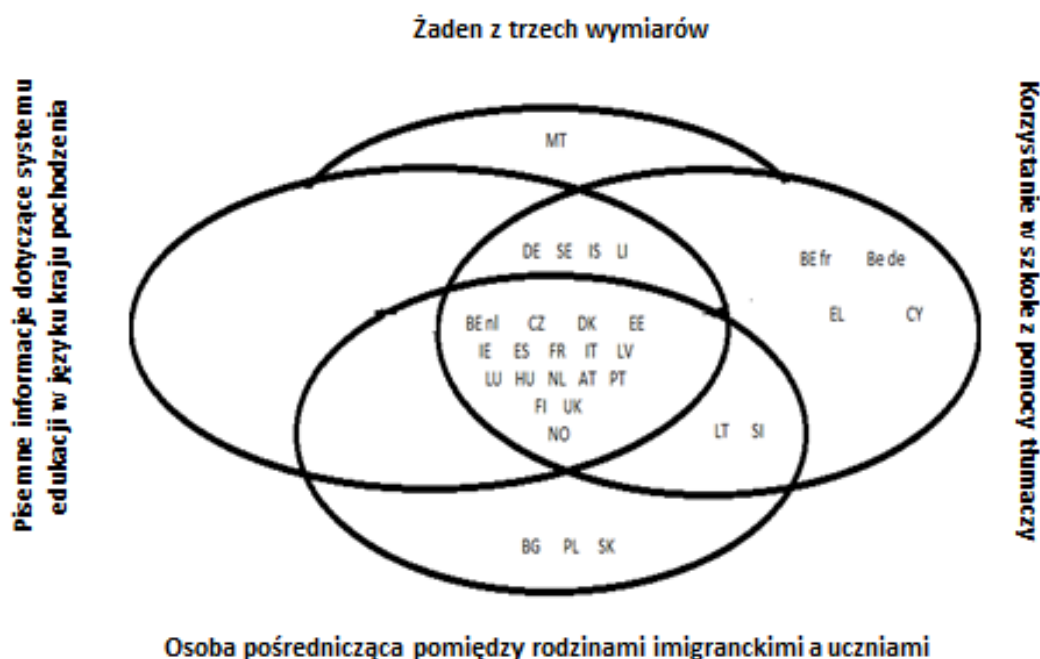 Żaden z trzech wymiarów
Pisemne informacje dotyczące systemu
edukacji w języku kraju pochodzenia
MT
DE SE IS LI
BE fr Be de
EL CY
BE nl CZ DK EE
IE ES FR IT LV
LU HU NL AT PT
FI UK
NO
LT SI
BG PL SK
Korzystanie w szkole z pomocy tłumaczy
Osoba pośrednicząca pomiędzy rodzinami imigranckimi a uczniami